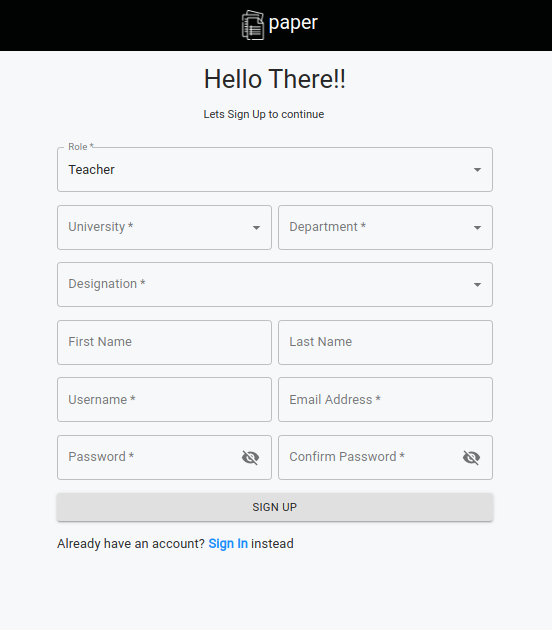 paper
Hello There!!
Lets Sign Up to continue
Role *
Teacher
University * Department *
Designation *
First Name Last Name
Username * Email Address *
Password * Confirm Password *
SIGN UP
Already have an account? Sign In instead